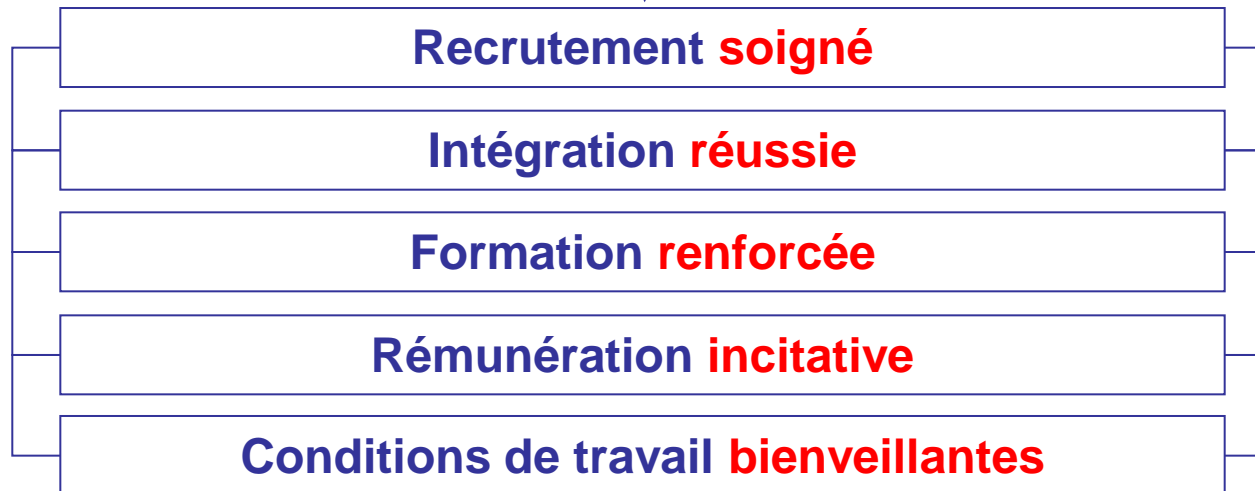 Recrutement soigné
Intégration réussie
Formation renforcée
Rémunération incitative
Conditions de travail bienveillantes